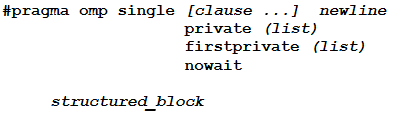 #pragma omp single [clause ...] newline
private (list)
firstprivate (list)
nowait
structured_block